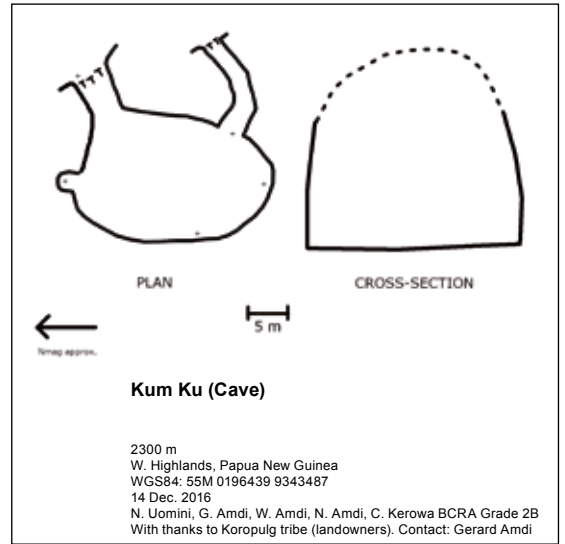 PLAN
CROSS-SECTION
5 m
Nmag approx.
Kum Ku (Cave)
2300 m
W. Highlands, Papua New Guinea
WGS84: 55M 0196439 9343487
14 Dec. 2016
N. Uomini, G. Amdi, W. Amdi, N. Amdi, C. Kerowa BCRA Grade 2B
With thanks to Koropulg tribe (landowners). Contact: Gerard Amdi